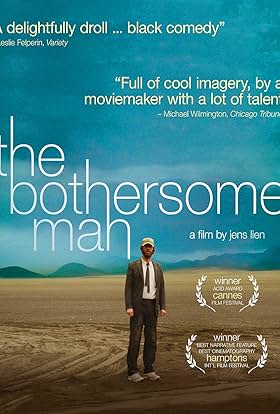 A delightfully droll ... black comedy"
Leslie Felperin, Variety
"Full of cool imagery, by a
moviemaker with a lot of talent
– Michael Wilmington, Chicago Tribune
the
bothersome
man
a film by jens lien
winner
ACID AWARD
cannes
FILM FESTIVAL
winner
BEST NARRATIVE FEATURE
BEST CINEMATOGRAPHY
hamptons
INT'L FILM FESTIVAL